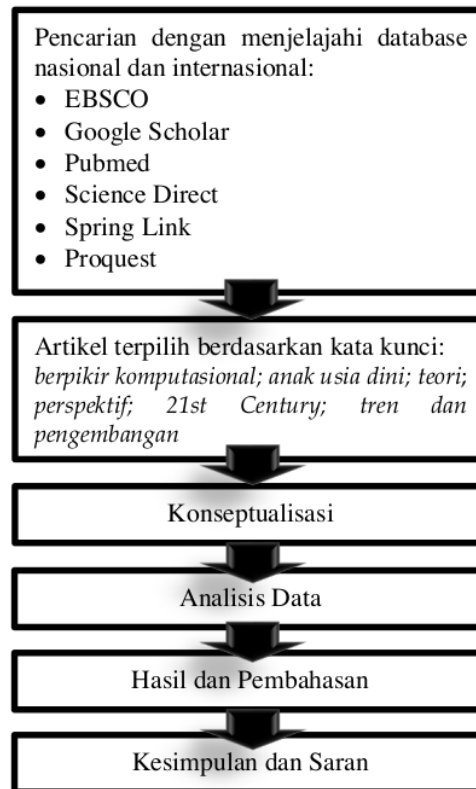 Pencarian dengan menjelajahi database
nasional dan internasional:
• EBSCO
• Google Scholar
• Pubmed
• Science Direct
• Spring Link
• Proquest
Artikel terpilih berdasarkan kata kunci:
berpikir komputasional; anak usia dini; teori;
perspektif; 21st Century; tren dan
pengembangan
Konseptualisasi
Analisis Data
Hasil dan Pembahasan
Kesimpulan dan Saran